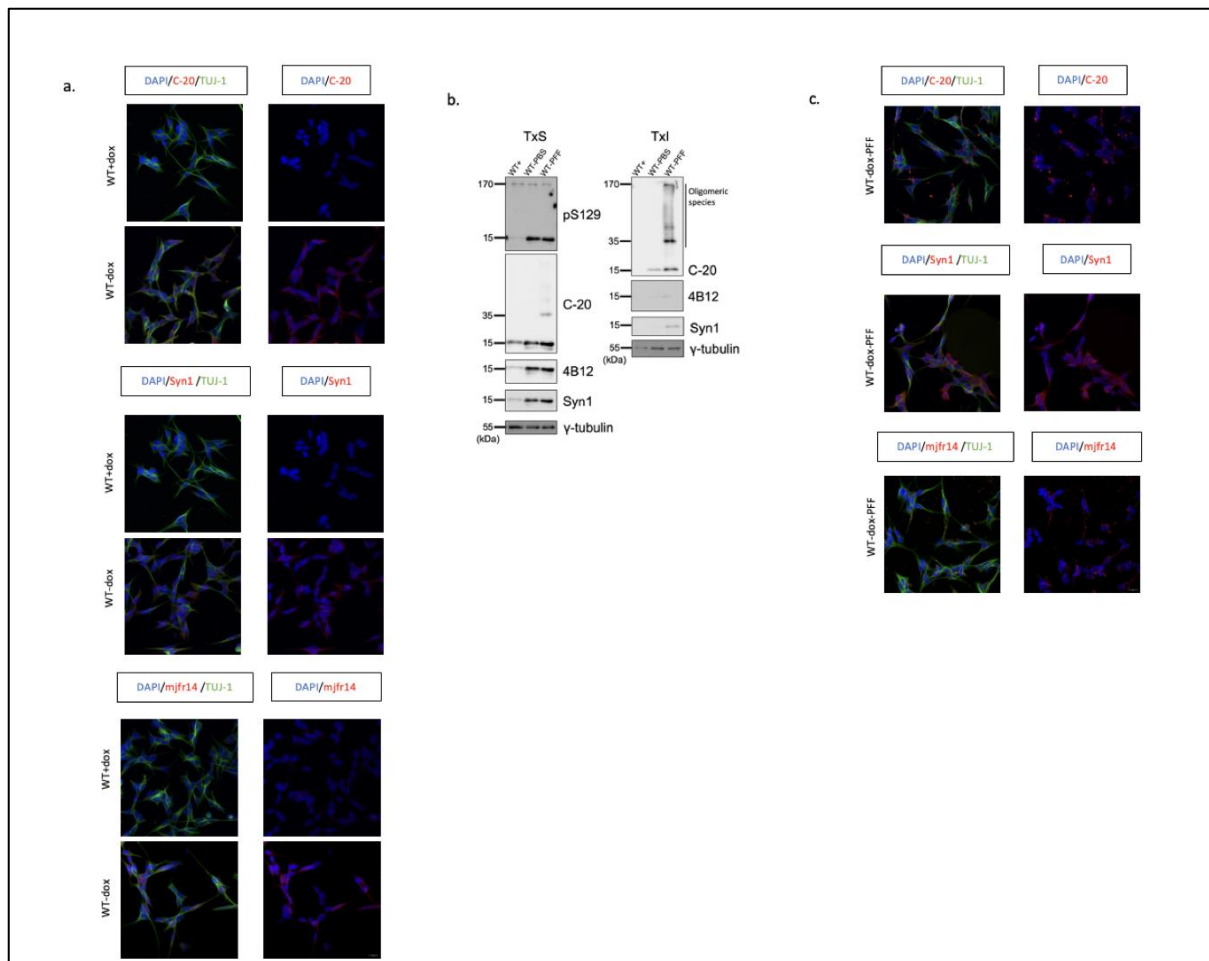 a.
DAPI/C-20/TUJ-1
DAPI/C-20
WT+dox
WT-dox
DAPI/Syn1 /TUJ-1
DAPI/Syn1
WT+dox
WT-dox
DAPI/mjfr14 /TUJ-1
DAPI/mjfr14
WT+dox
WT-dox
b.
TxS
WT+
WT-PBS
WT-PFF
170
pS129
15
C-20
35
15
15
4B12
15
Syn1
55
γ-tubulin
(kDa)
TxI
WT+
WT-PBS
WT-PFF
170
Oligomeric
species
35
15
C-20
15
4B12
15
Syn1
55
γ-tubulin
(kDa)
c.
DAPI/C-20/TUJ-1
DAPI/C-20
WT-dox-PFF
DAPI/Syn1 /TUJ-1
DAPI/Syn1
WT-dox-PFF
DAPI/mjfr14 /TUJ-1
DAPI/mjfr14
WT-dox-PFF